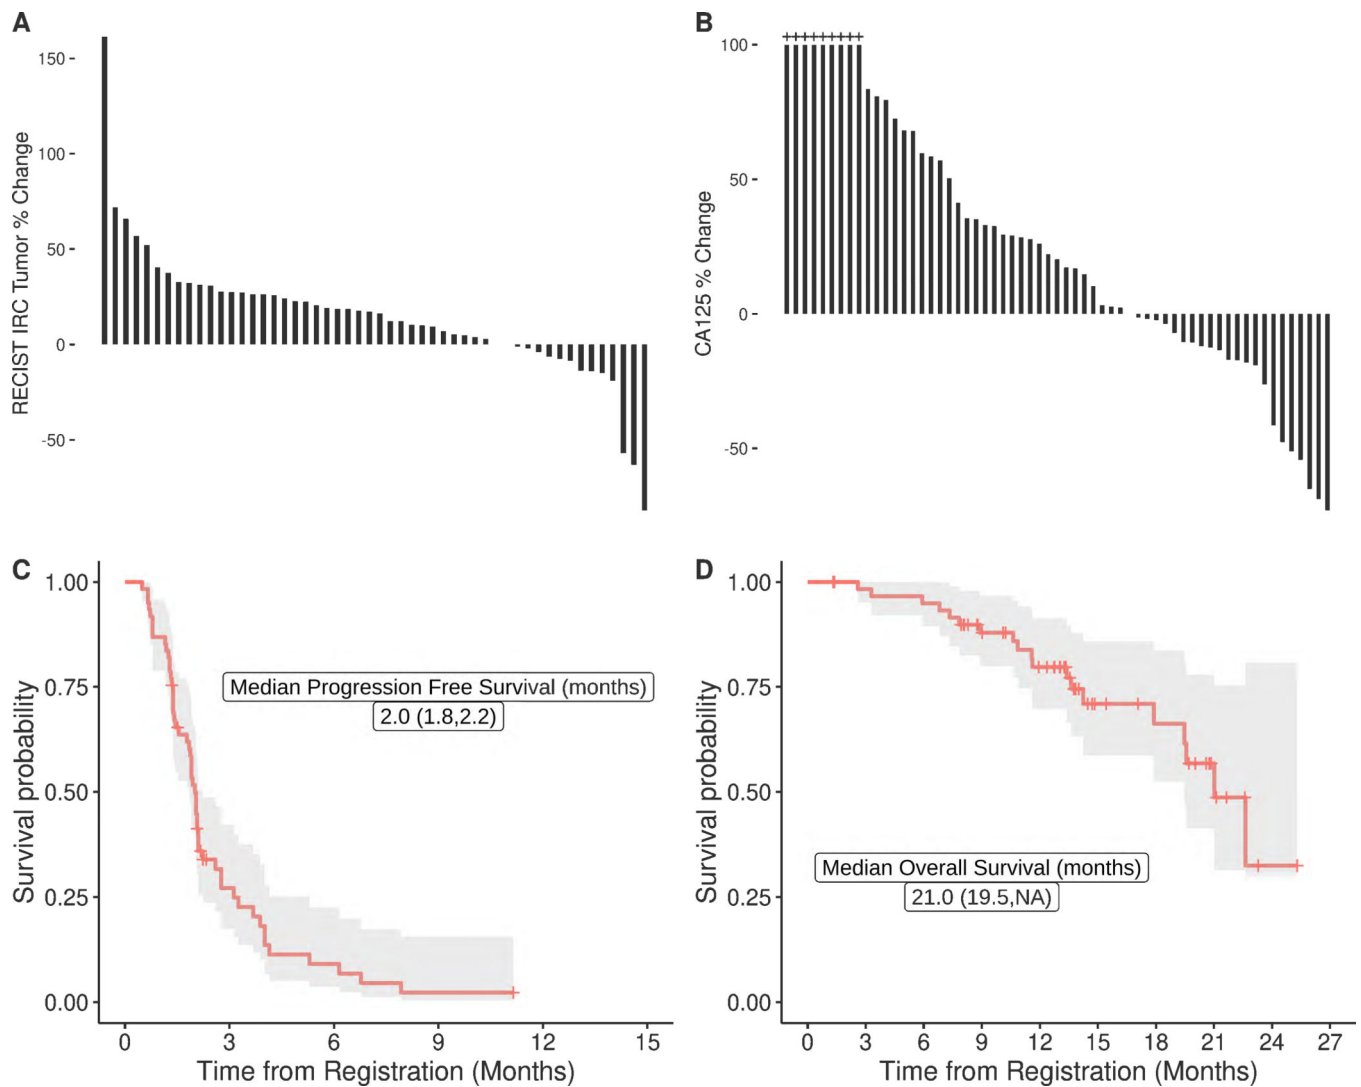 A
RECIST IRC Tumor % Change
150
100
50
0
-50
B
CA125 % Change
100
50
0
-50
+++++++++
C
Survival probability
1.00
0.75
0.50
0.25
0.00
Median Progression Free Survival (months)
2.0 (1.8,2.2)
0 3 6 9 12 15
Time from Registration (Months)
D
Survival probability
1.00
0.75
0.50
0.25
0.00
Median Overall Survival (months)
21.0 (19.5,NA)
0 3 6 9 12 15 18 21 24 27
Time from Registration (Months)